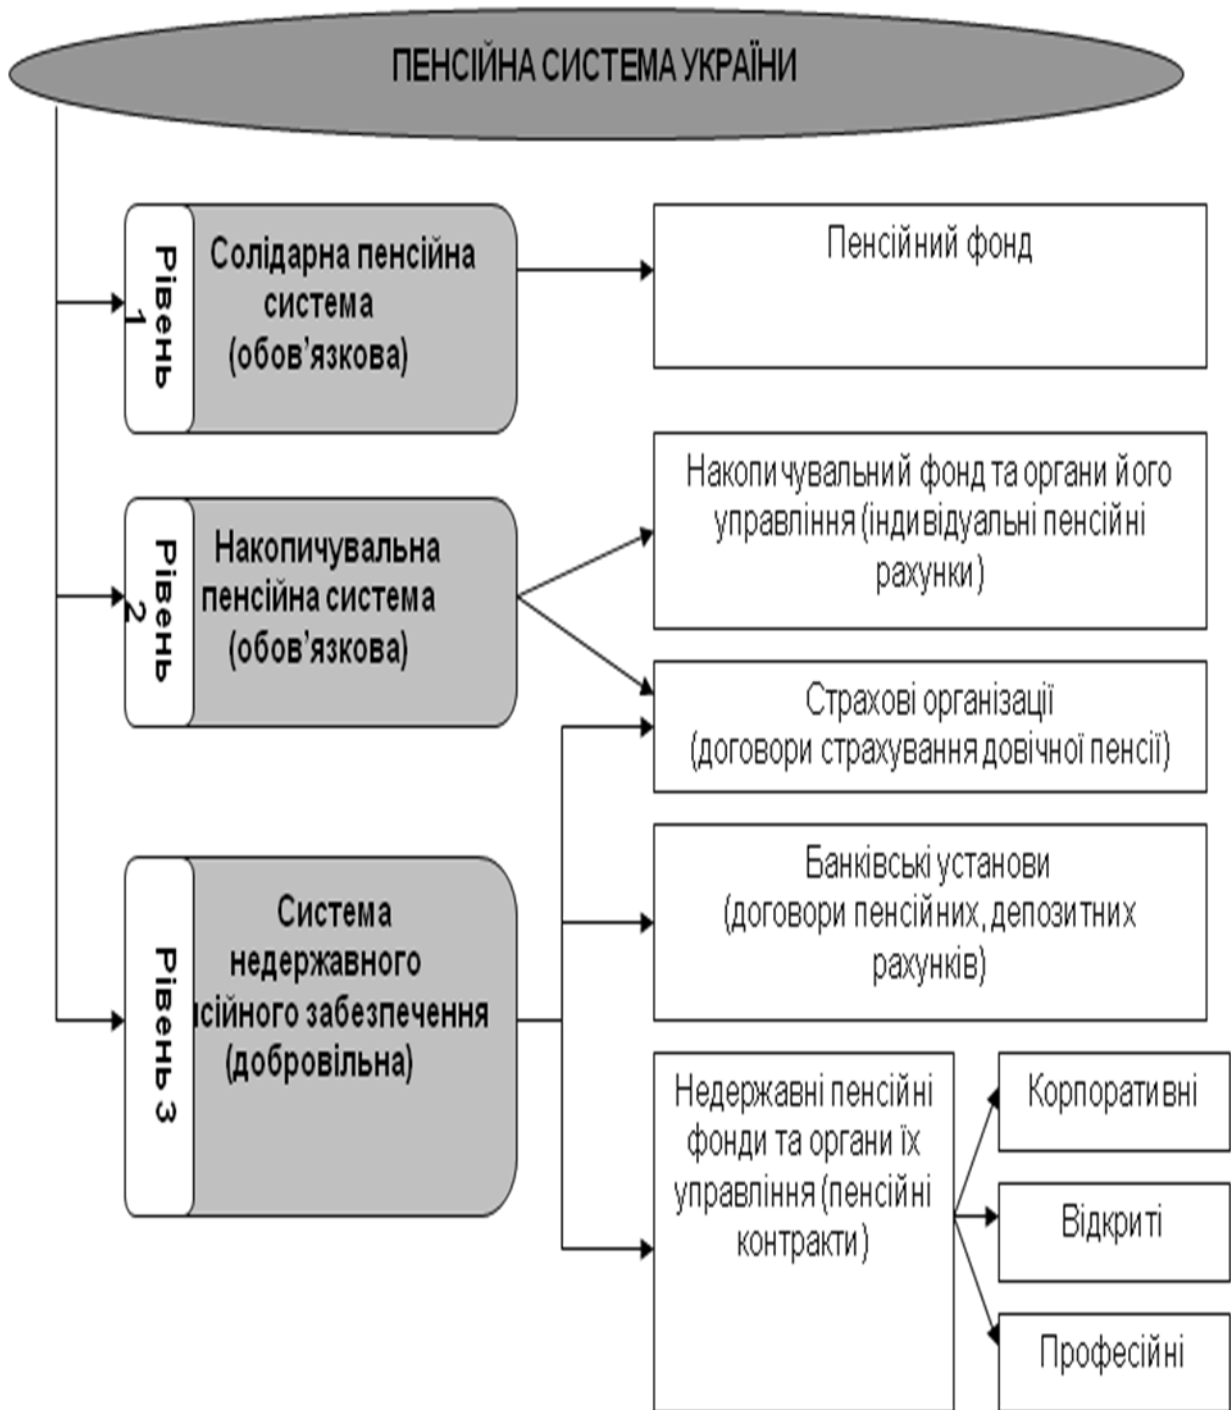 ПЕНСІЙНА СИСТЕМА УКРАЇНИ
Рівень
1
Солідарна пенсійна
система
(обов’язкова)
Пенсійний фонд
Рівень
2
Накопичувальна
пенсійна система
(обов’язкова)
Накопичувальний фонд та органи його
управління (індивідуальні пенсійні
рахунки)
Страхові організації
(договори страхування довічної пенсії)
Рівень 3
Система
недержавного
нсійного забезпечення
(добровільна)
Банківські установи
(договори пенсійних, депозитних
рахунків)
Недержавні пенсійні
фонди та органи їх
управління (пенсійні
контракти)
Корпоративні
Відкриті
Професійні